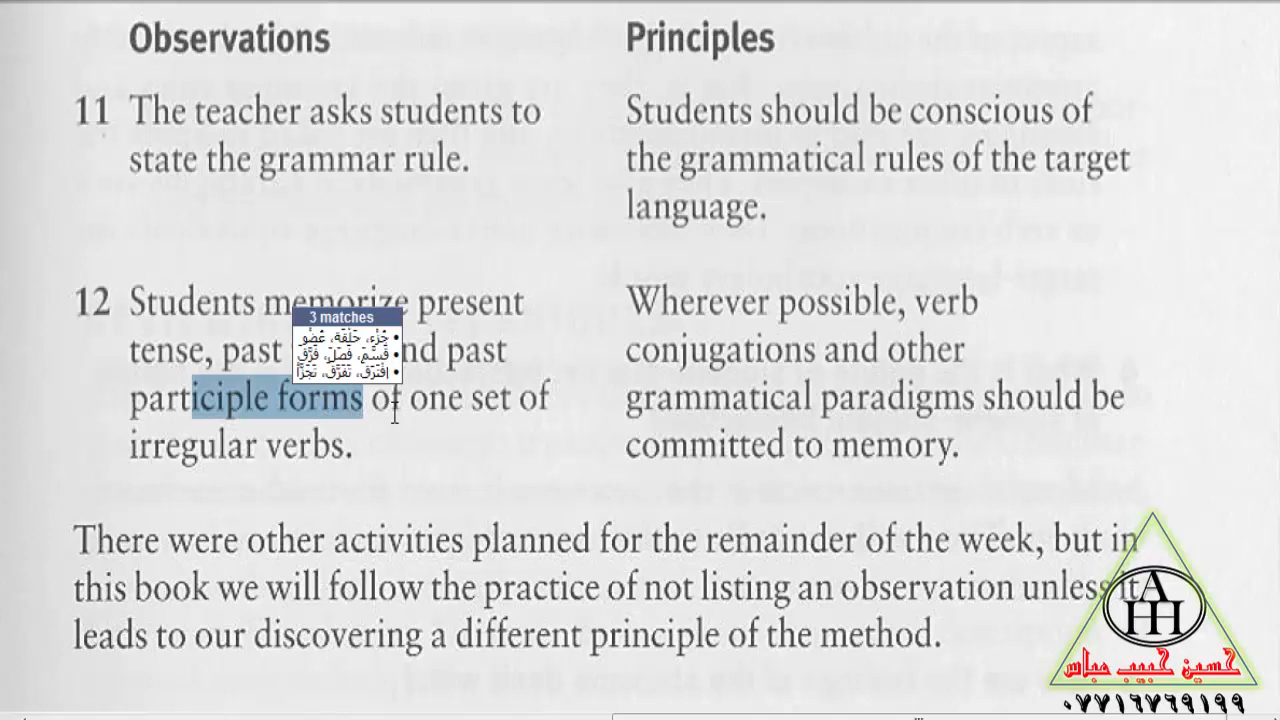 Observations
Principles
11 The teacher asks students to
state the grammar rule.
Students should be conscious of
the grammatical rules of the target
language.
12 Students memorize present
tense, past nd past
participle forms of one set of
irregular verbs.
Wherever possible, verb
conjugations and other
grammatical paradigms should be
committed to memory.
3 matches
• جُزْء، حَلْقَة، عُضْو
• قَسَّمَ، فَصَلَ، فَرَّقَ
• اِفْتَرَقَ، تَفَرَّقَ، تَجَزَّأ
There were other activities planned for the remainder of the week, but in
this book we will follow the practice of not listing an observation unless it
leads to our discovering a different principle of the method.
حسين حبيب عباس
٠٧٧١٦٧٦٩١٩٩